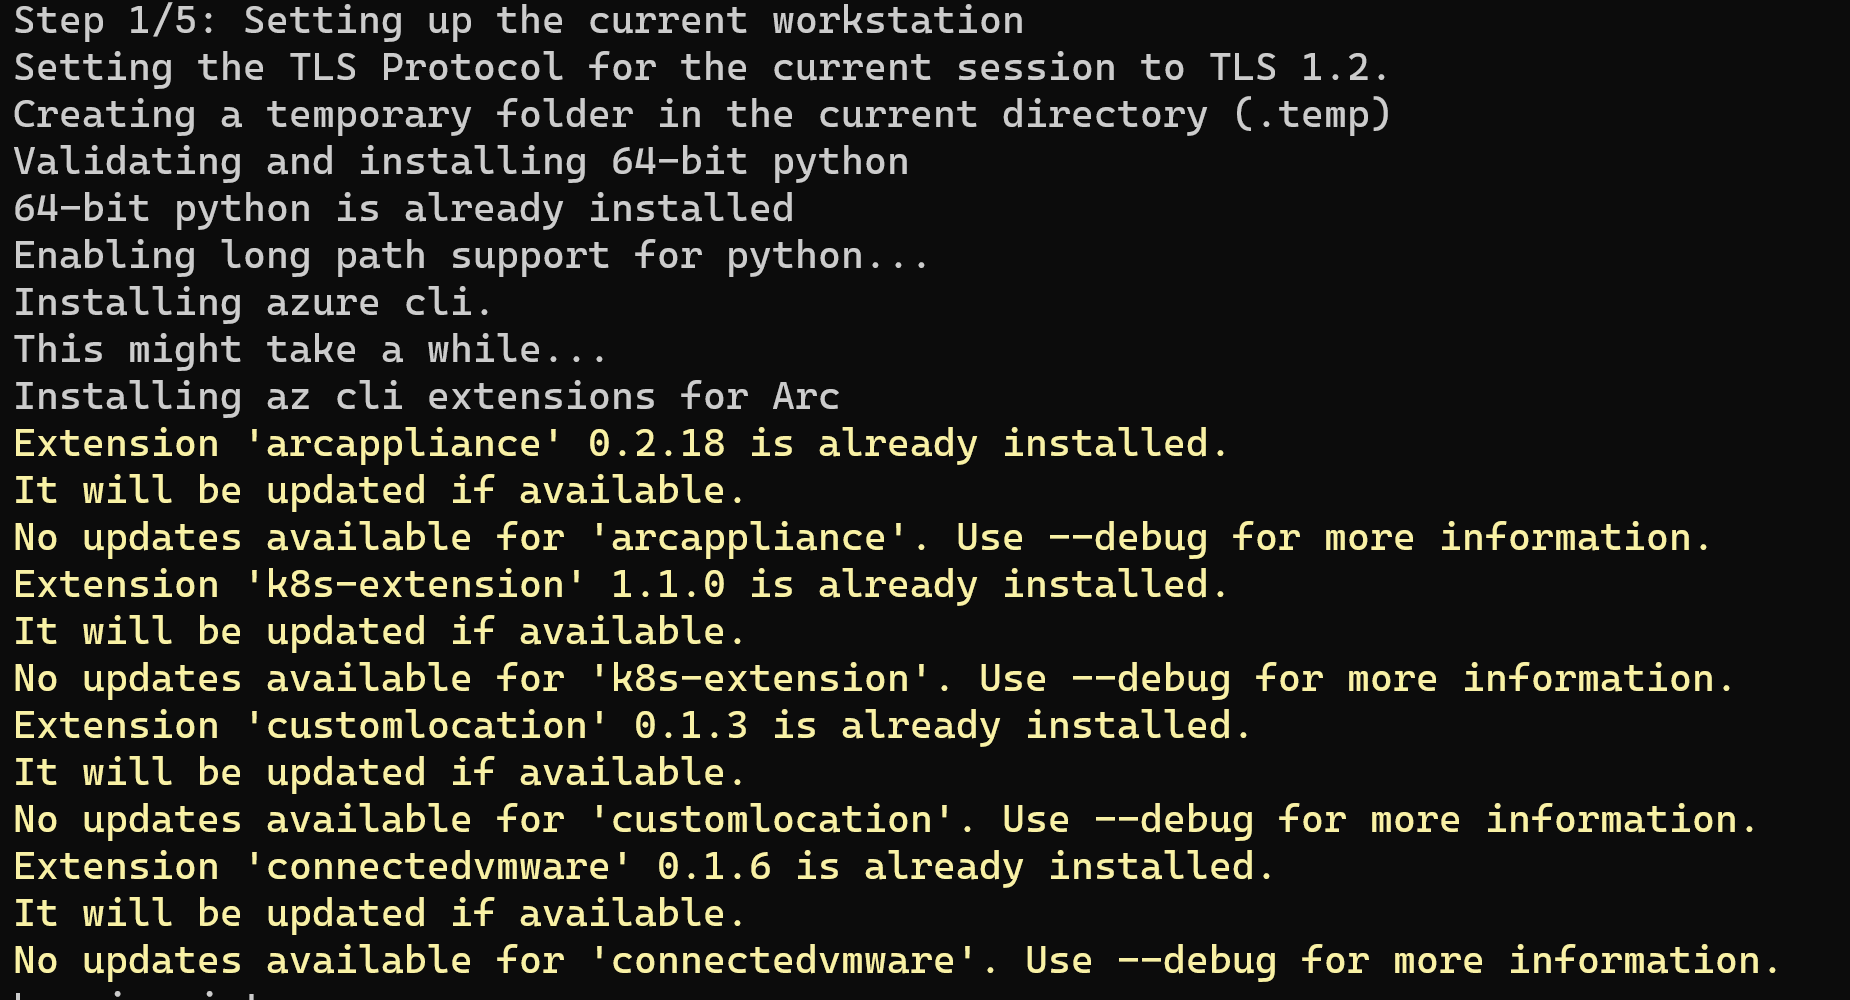 Step 1/5: Setting up the current workstation
Setting the TLS Protocol for the current session to TLS 1.2.
Creating a temporary folder in the current directory (.temp)
Validating and installing 64-bit python
64-bit python is already installed
Enabling long path support for python...
Installing azure cli.
This might take a while...
Installing az cli extensions for Arc
Extension 'arcappliance' 0.2.18 is already installed.
It will be updated if available.
No updates available for 'arcappliance'. Use --debug for more information.
Extension 'k8s-extension' 1.1.0 is already installed.
It will be updated if available.
No updates available for 'k8s-extension'. Use --debug for more information.
Extension 'customlocation' 0.1.3 is already installed.
It will be updated if available.
No updates available for 'customlocation'. Use --debug for more information.
Extension 'connectedvmware' 0.1.6 is already installed.
It will be updated if available.
No updates available for 'connectedvmware'. Use --debug for more information.